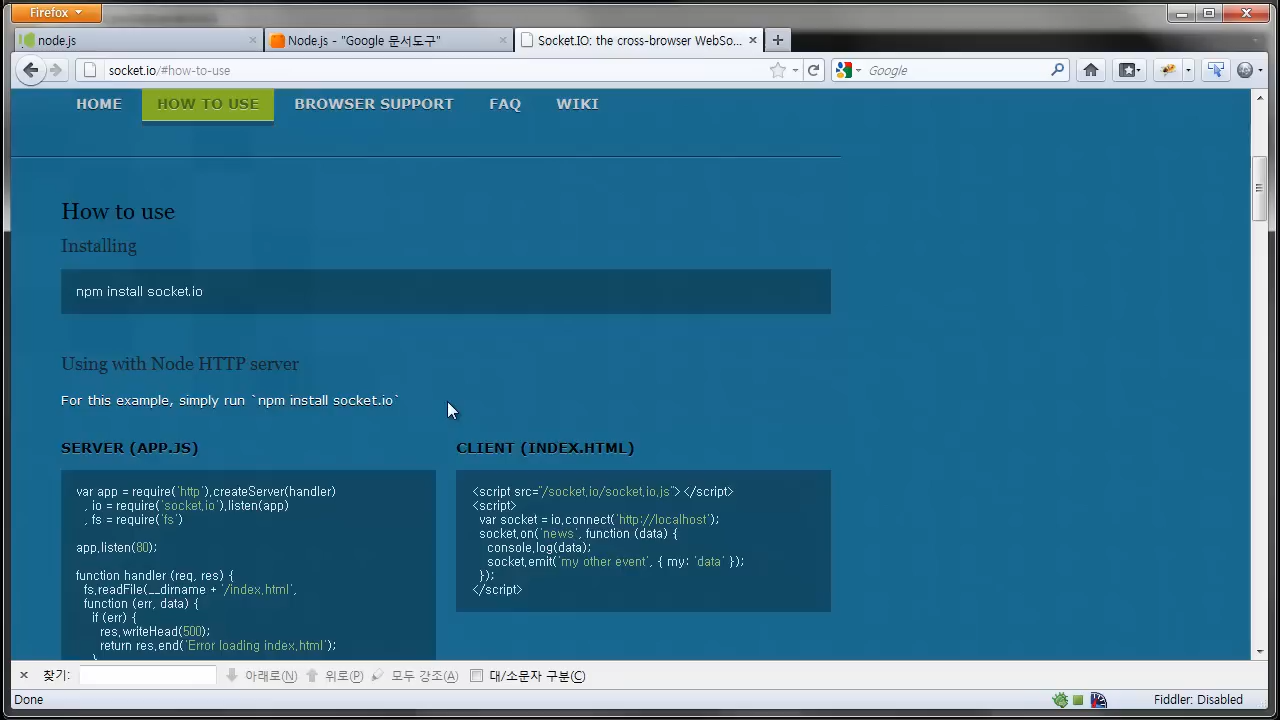 Firefox
node.js
Node.js - "Google 문서도구"
Socket.IO: the cross-browser WebSo...
socket.io/#how-to-use
Google
HOME
HOW TO USE
BROWSER SUPPORT
FAQ
WIKI
How to use
Installing
npm install socket.io
Using with Node HTTP server
For this example, simply run `npm install socket.io`
SERVER (APP.JS)
var app = require('http').createServer(handler)
, io = require('socket.io').listen(app)
, fs = require('fs')
app.listen(80);
function handler (req, res) {
fs.readFile(__dirname + '/index.html',
function (err, data) {
if (err) {
res.writeHead(500);
return res.end('Error loading index.html');
}
CLIENT (INDEX.HTML)
<script src="/socket.io/socket.io.js"> </script>
<script>
var socket = io.connect('http://localhost');
socket.on('news', function (data) {
console.log(data);
socket.emit('my other event', { my: 'data' });
});
</script>
찾기:
아래로(N)
위로(P)
모두 강조(A)
대/소문자 구분(C)
Done
Fiddler: Disabled